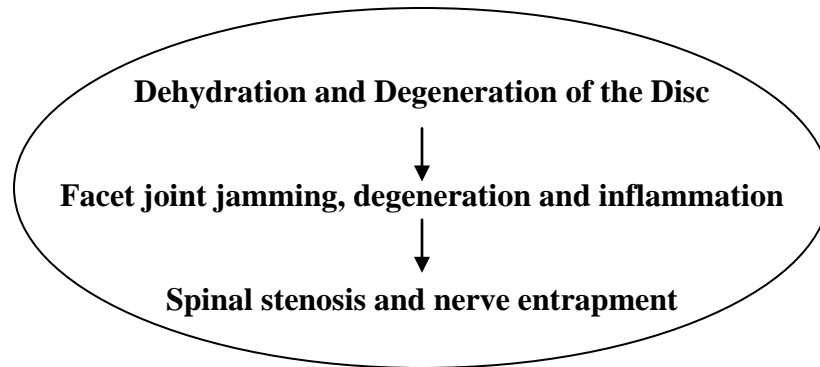 Dehydration and Degeneration of the Disc
Facet joint jamming, degeneration and inflammation
Spinal stenosis and nerve entrapment